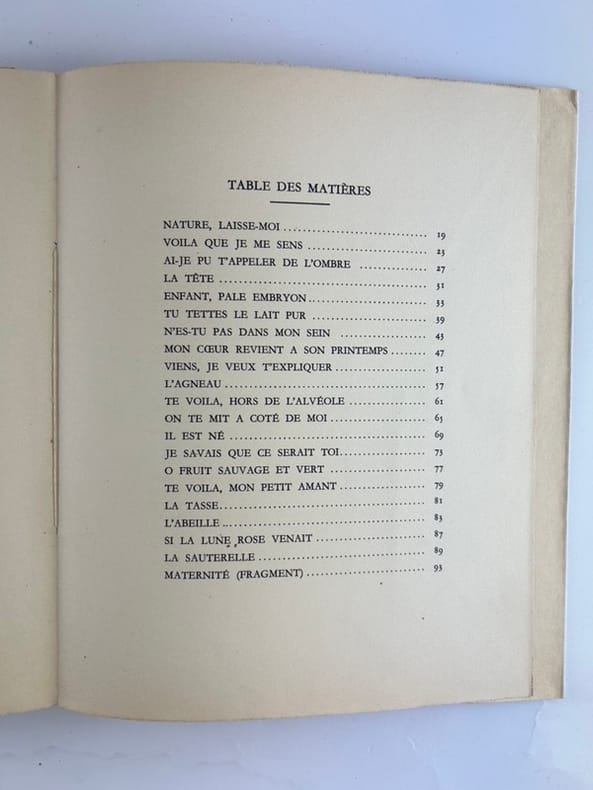 TABLE DES MATIÈRES
NATURE, LAISSE-MOI .............................. 19
VOILA QUE JE ME SENS ......................... 23
AI-JE PU T'APPELER DE L'OMBRE .............. 27
LA TÊTE ........................................... 31
ENFANT, PALE EMBRYON ........................ 33
TU TETTES LE LAIT PUR ........................ 39
N'ES-TU PAS DANS MON SEIN ................... 43
MON CŒUR REVIENT A SON PRINTEMPS ....... 47
VIENS, JE VEUX T'EXPLIQUER ................... 51
L'AGNEAU ......................................... 57
TE VOILA, HORS DE L'ALVÉOLE ................ 61
ON TE MIT A COTÉ DE MOI .................... 65
IL EST NÉ ......................................... 69
JE SAVAIS QUE CE SERAIT TOI .................. 73
O FRUIT SAUVAGE ET VERT .................... 77
TE VOILA, MON PETIT AMANT .................. 79
LA TASSE .......................................... 81
L'ABEILLE ......................................... 83
SI LA LUNE ROSE VENAIT ...................... 87
LA SAUTERELLE ................................... 89
MATERNITÉ (FRAGMENT) ......................... 93